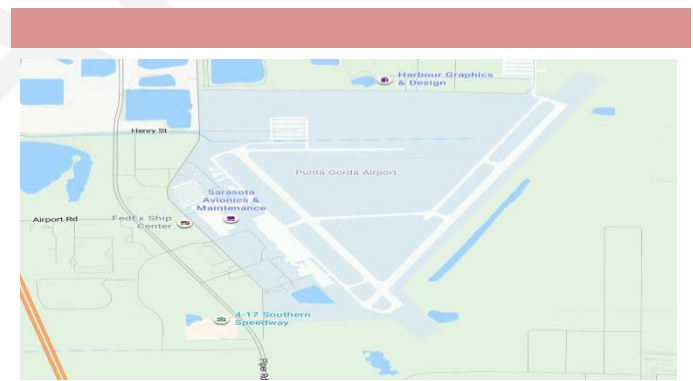 Harbour Graphics
& Design
Henry St
Punta Gorda Airport
Sarasota
Avionics &
Maintenance
Airport Rd
FedEx Ship
Center
4-17 Southern
Speedway
Piper Rd